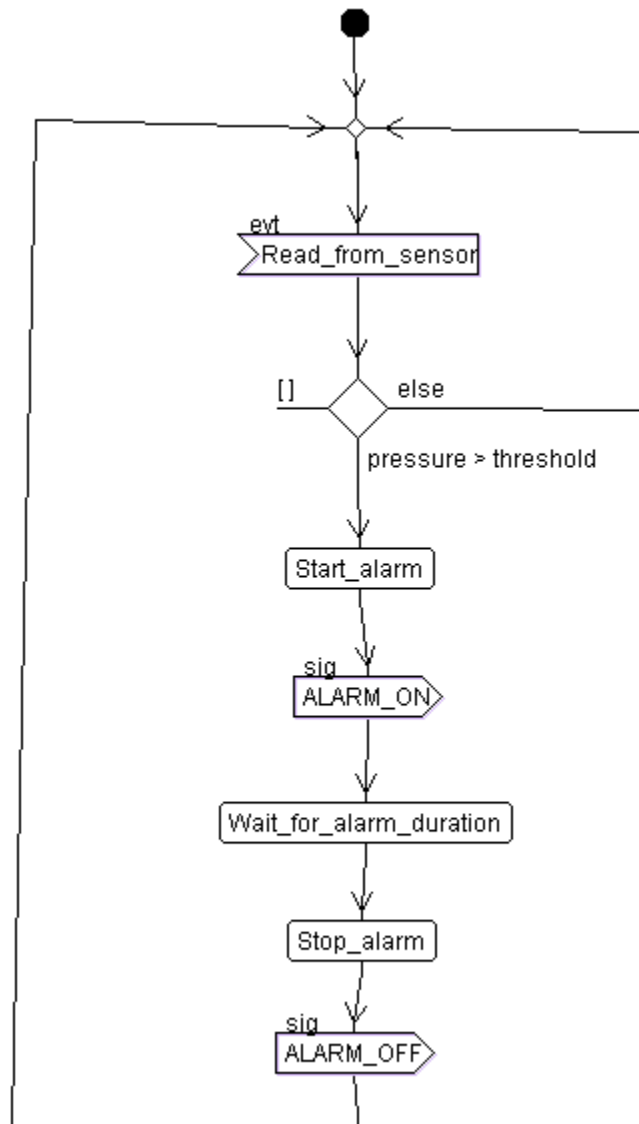 evt
Read_from_sensor
[ ]
else
pressure > threshold
Start_alarm
sig
ALARM_ON
Wait_for_alarm_duration
Stop_alarm
sig
ALARM_OFF